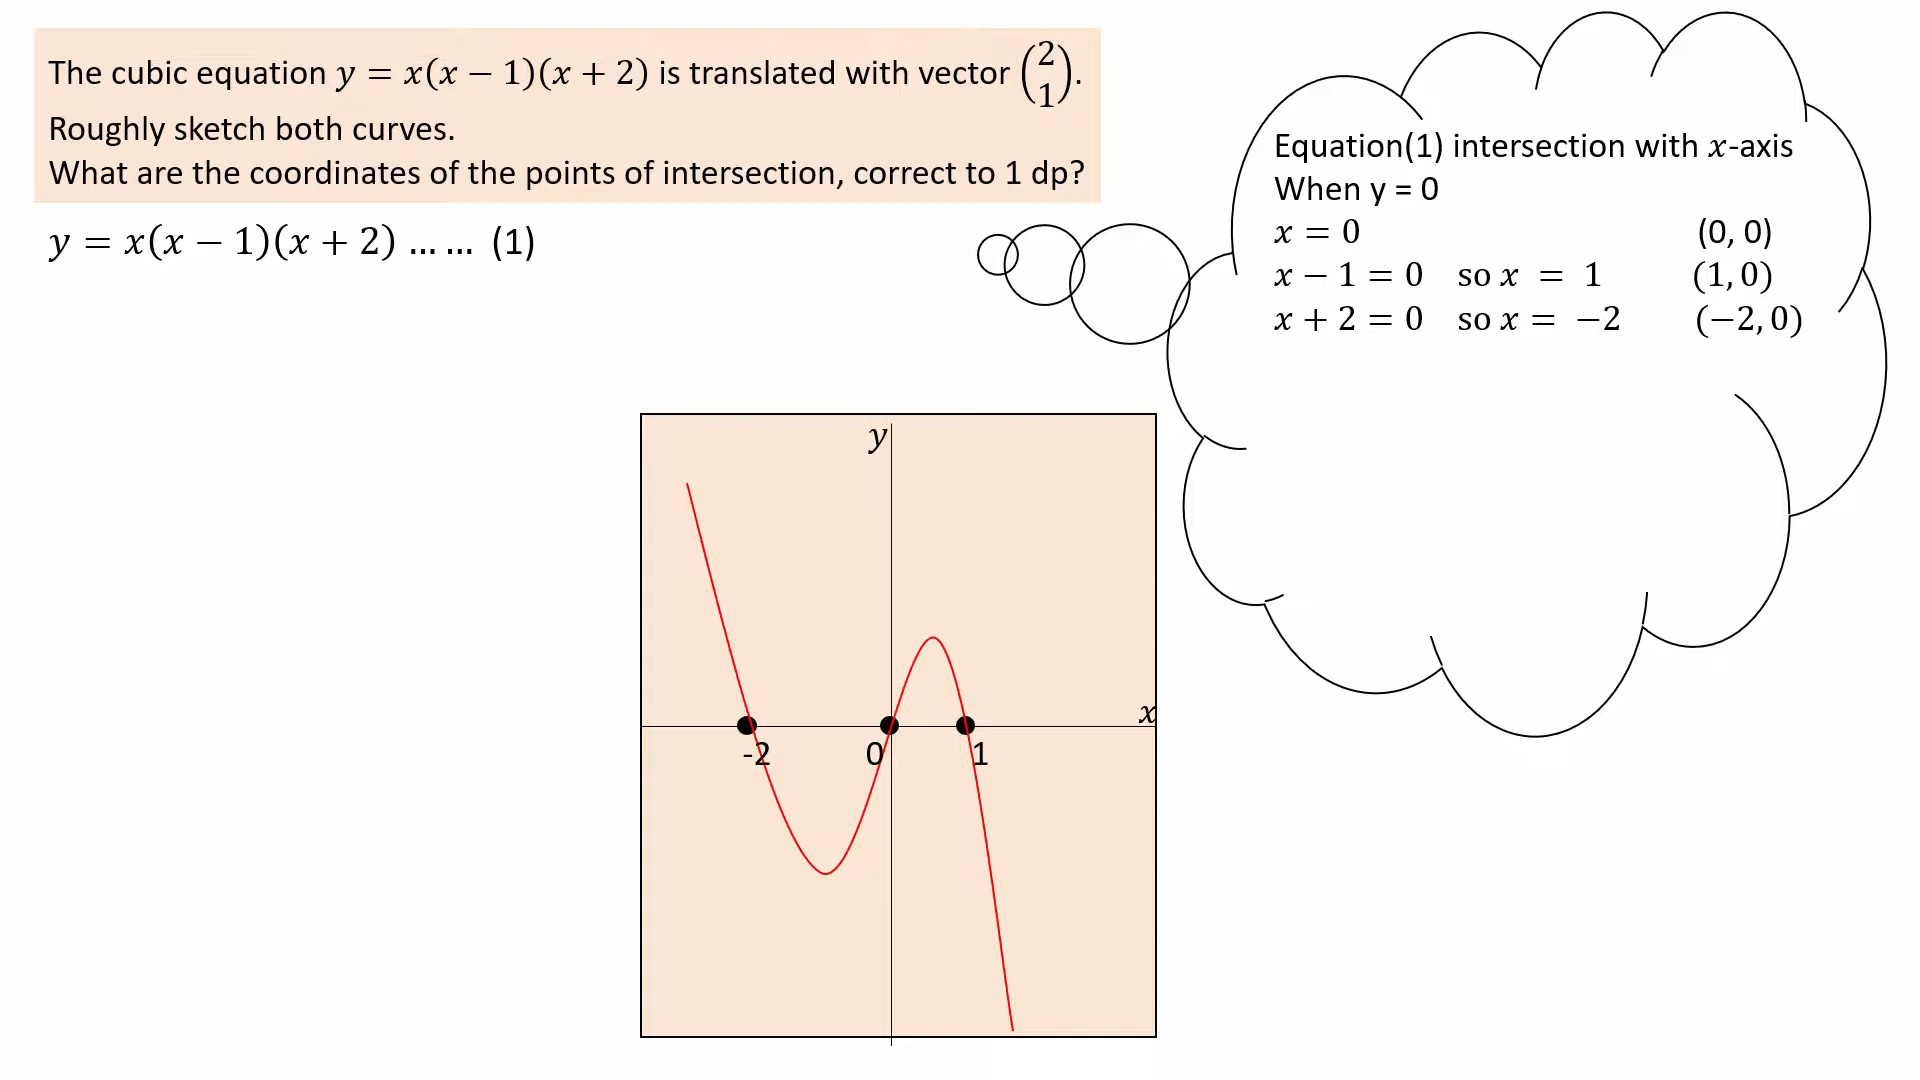 The cubic equation y = x(x − 1)(x + 2) is translated with vector (2 1).
Roughly sketch both curves.
What are the coordinates of the points of intersection, correct to 1 dp?
y = x(x − 1)(x + 2) … … (1)
Equation(1) intersection with x-axis
When y = 0
x = 0 (0, 0)
x − 1 = 0 so x = 1 (1, 0)
x + 2 = 0 so x = −2 (−2, 0)
y
x
-2 0 1